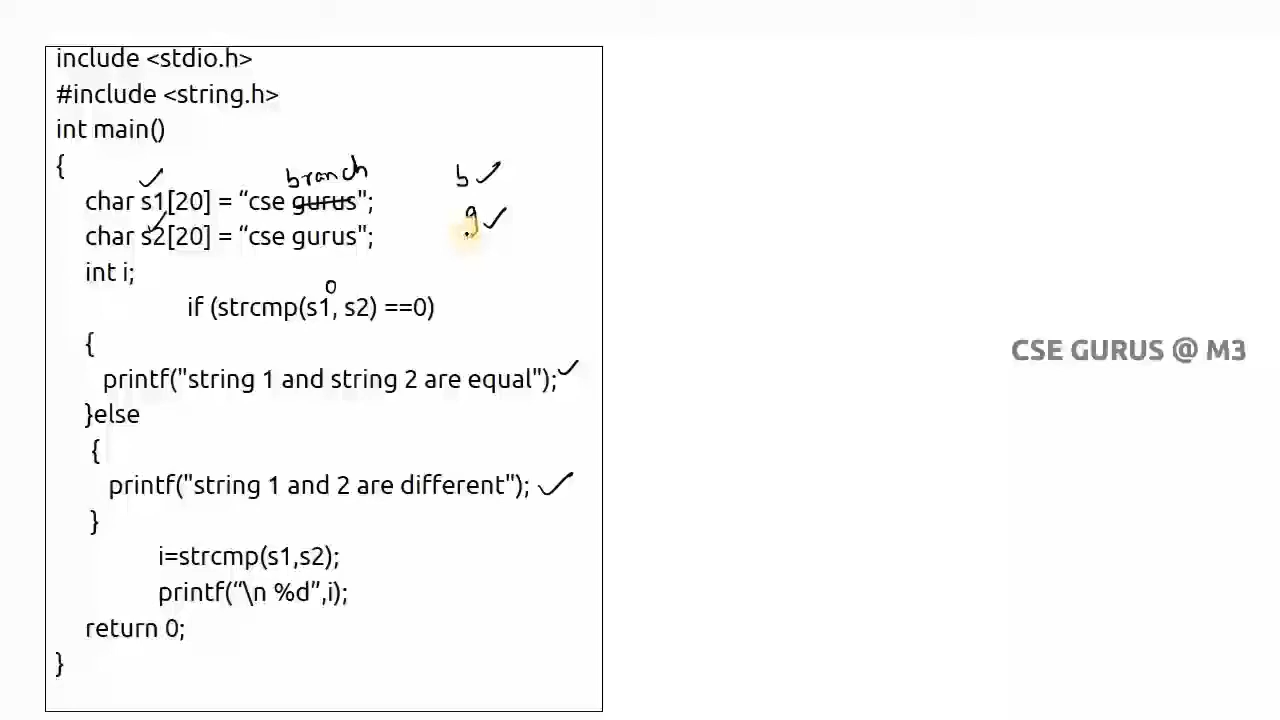 include <stdio.h>
#include <string.h>
int main()
{
branch
b
char s1[20] = “cse gurus";
g
char s2[20] = “cse gurus";
int i;
0
if (strcmp(s1, s2) ==0)
{
printf("string 1 and string 2 are equal");
}else
{
printf("string 1 and 2 are different");
}
i=strcmp(s1,s2);
printf(“\n %d”,i);
return 0;
}
CSE GURUS @ M3